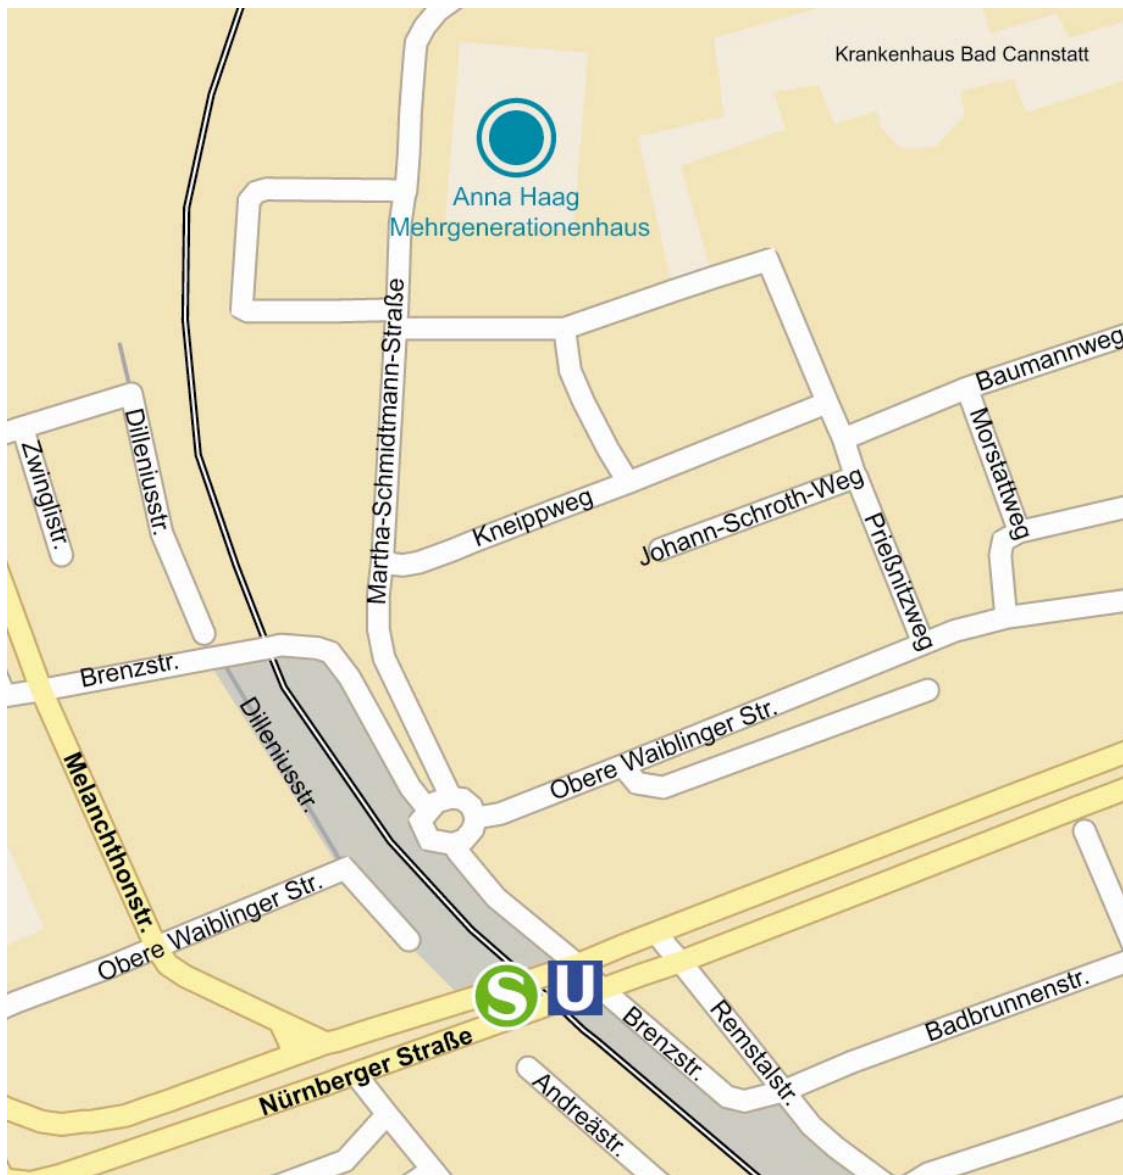 Krankenhaus Bad Cannstatt
Anna Haag
Mehrgenerationenhaus
Martha-Schmidtmann-Straße
Baumannweg
Dilleniusstr.
Zwinglistr.
Morstattweg
Kneippweg
Johann-Schroth-Weg
Prießnitzweg
Brenzstr.
Dilleniusstr.
Obere Waiblinger Str.
Melanchthonstr.
Obere Waiblinger Str.
S
U
Brenzstr.
Remstalstr.
Badbrunnenstr.
Nürnberger Straße
Andreästr.